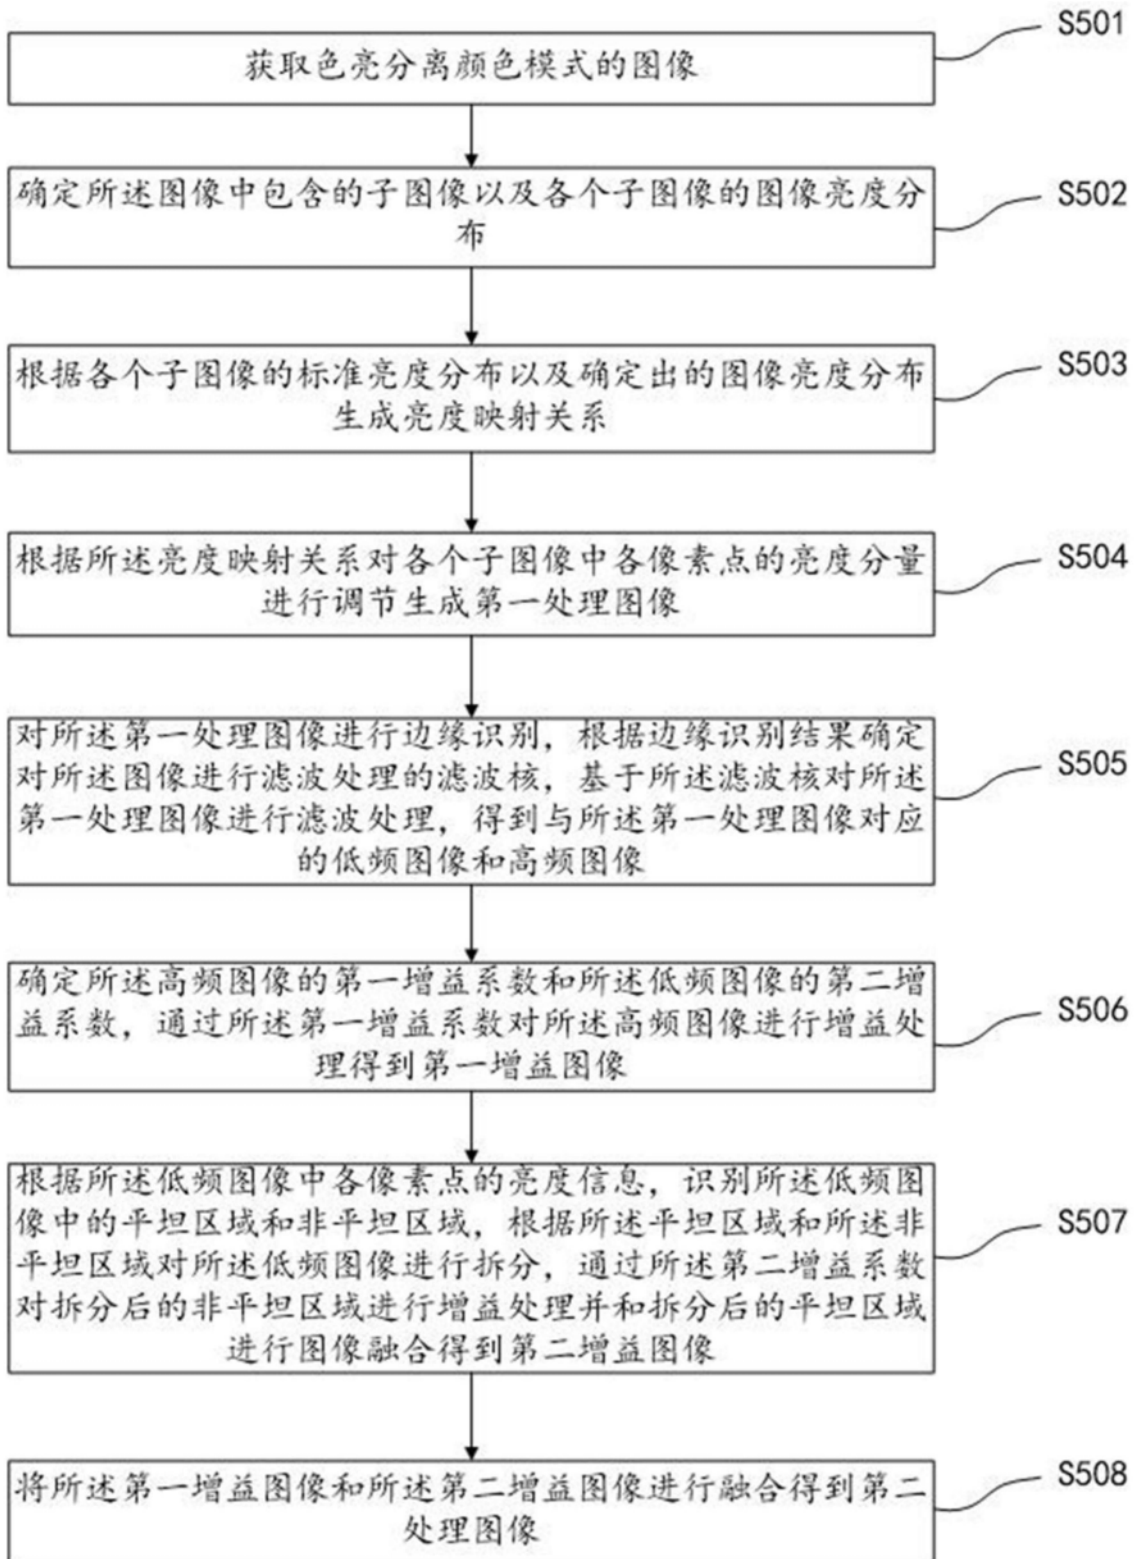 S501
获取色亮分离颜色模式的图像
S502
确定所述图像中包含的子图像以及各个子图像的图像亮度分
布
S503
根据各个子图像的标准亮度分布以及确定出的图像亮度分布
生成亮度映射关系
S504
根据所述亮度映射关系对各个子图像中各像素点的亮度分量
进行调节生成第一处理图像
S505
对所述第一处理图像进行边缘识别，根据边缘识别结果确定
对所述图像进行滤波处理的滤波核，基于所述滤波核对所述
第一处理图像进行滤波处理，得到与所述第一处理图像对应
的低频图像和高频图像
S506
确定所述高频图像的第一增益系数和所述低频图像的第二增
益系数，通过所述第一增益系数对所述高频图像进行增益处
理得到第一增益图像
S507
根据所述低频图像中各像素点的亮度信息，识别所述低频图
像中的平坦区域和非平坦区域，根据所述平坦区域和所述非
平坦区域对所述低频图像进行拆分，通过所述第二增益系数
对拆分后的非平坦区域进行增益处理并和拆分后的平坦区域
进行图像融合得到第二增益图像
S508
将所述第一增益图像和所述第二增益图像进行融合得到第二
处理图像